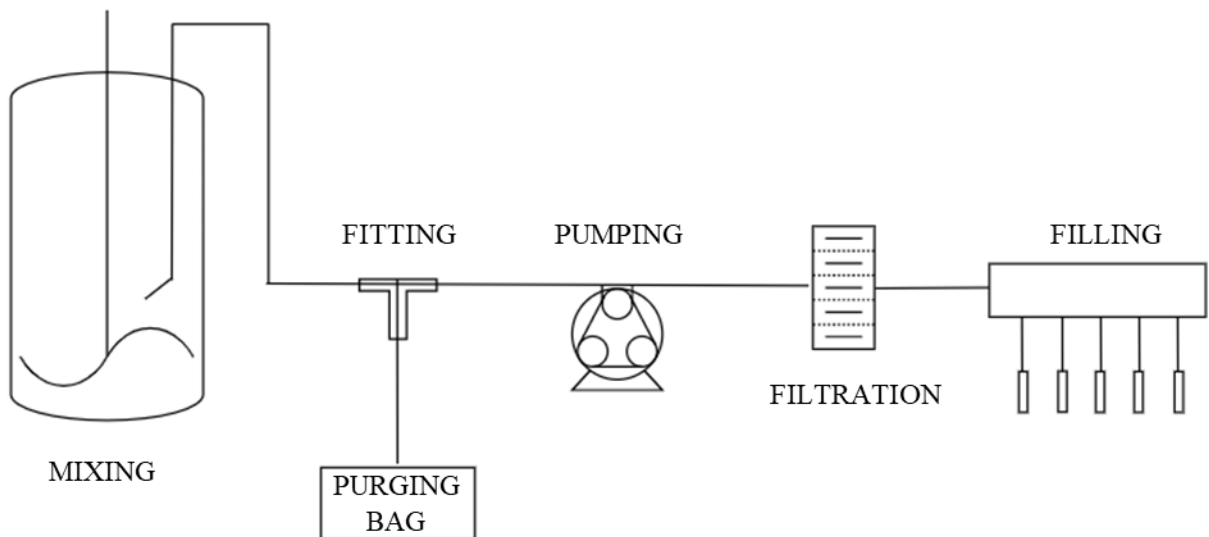 FITTING
PUMPING
FILLING
FILTRATION
MIXING
PURGING
BAG